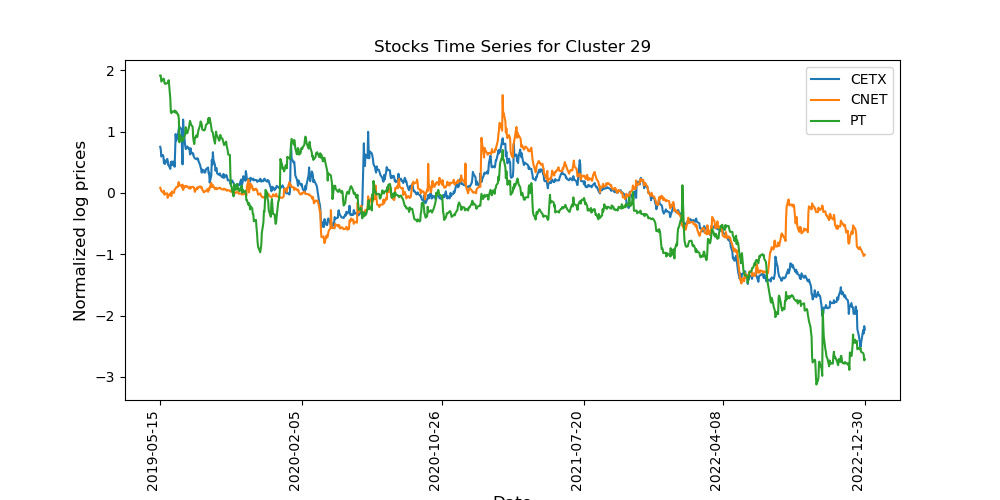 Stocks Time Series for Cluster 29
Normalized log prices
2
1
0
−1
−2
−3
CETX
CNET
PT
2019-05-15
2020-02-05
2020-10-26
2021-07-20
2022-04-08
2022-12-30
Date